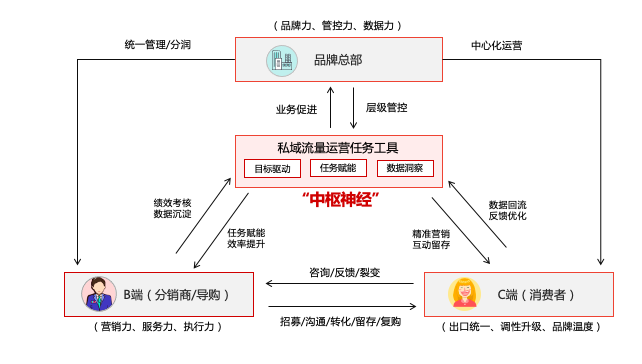 （品牌力、管控力、数据力）
统一管理/分润
品牌总部
中心化运营
业务促进
层级管控
私域流量运营任务工具
目标驱动
任务赋能
数据洞察
“中枢神经”
绩效考核
数据沉淀
任务赋能
效率提升
精准营销
互动留存
数据回流
反馈优化
B端（分销商/导购）
咨询/反馈/裂变
C端（消费者）
招募/沟通/转化/留存/复购
（营销力、服务力、执行力）
（出口统一、调性升级、品牌温度）